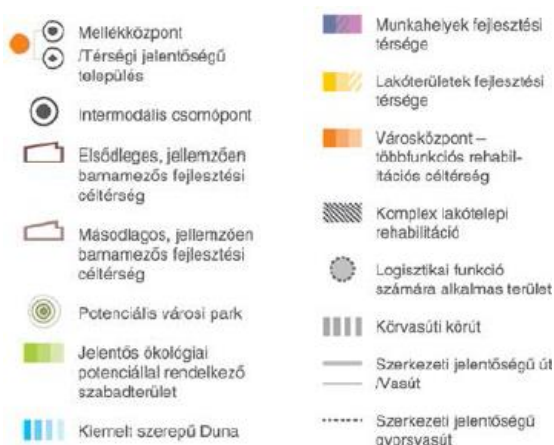 Mellékközpont
/Térségi jelentőségű
település
Intermodális csomópont
Elsődleges, jellemzően
barnamezős fejlesztési
céltérség
Másodlagos, jellemzően
barnamezős fejlesztési
céltérség
Potenciális városi park
Jelentős ökológiai
potenciállal rendelkező
szabadterület
Kiemelt szerepű Duna
Munkahelyek fejlesztési
térsége
Lakóterületek fejlesztési
térsége
Városközpont –
többfunkciós rehabil-
itációs céltérség
Komplex lakótelepi
rehabilitáció
Logisztikai funkció
számára alkalmas terület
Körvasúti körút
Szerkezeti jelentőségű út
/Vasút
Szerkezeti jelentőségű
gyorsvasút